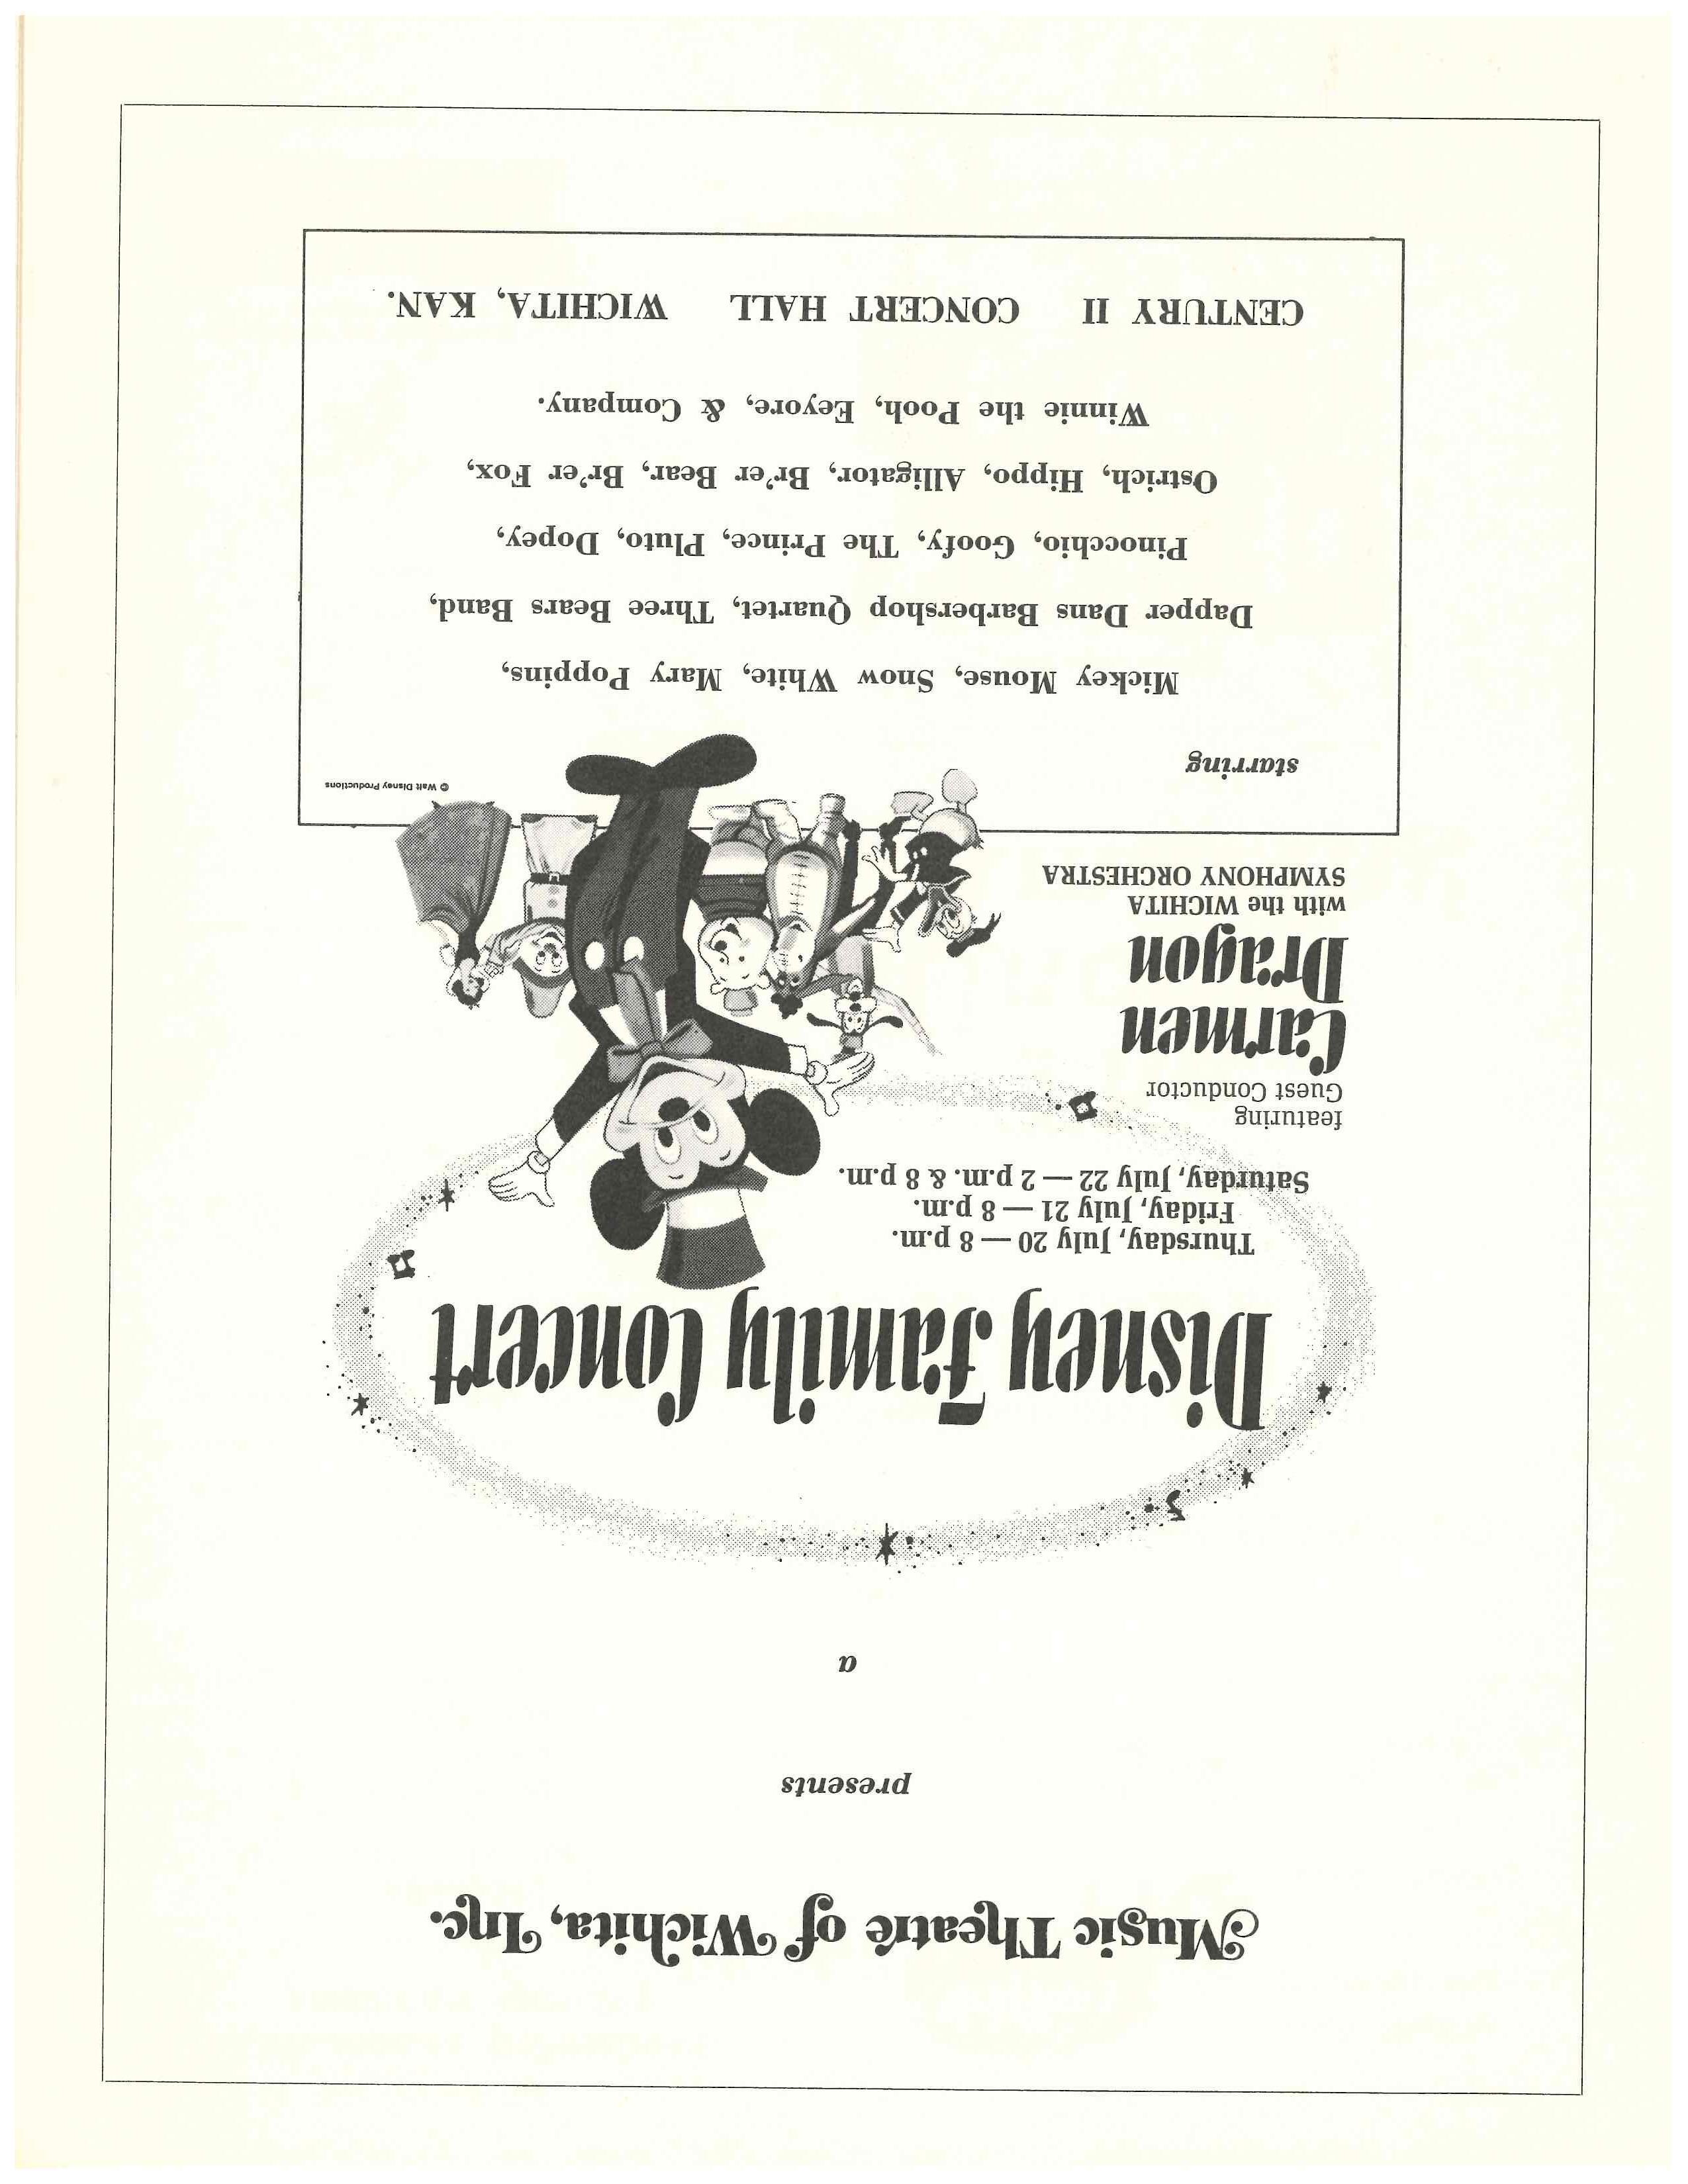 Music Theatre of Wichita, Inc.
presents
a
Disney Family Concert
Thursday, July 20 — 8 p.m.
Friday, July 21 — 8 p.m.
Saturday, July 22 — 2 p.m. & 8 p.m.
featuring
Guest Conductor
Carmen
Dragon
with the WICHITA
SYMPHONY ORCHESTRA
© Walt Disney Productions
starring
Mickey Mouse, Snow White, Mary Poppins,
Dapper Dans Barbershop Quartet, Three Bears Band,
Pinocchio, Goofy, The Prince, Pluto, Dopey,
Ostrich, Hippo, Alligator, Br'er Bear, Br'er Fox,
Winnie the Pooh, Eeyore, & Company.
CENTURY II CONCERT HALL WICHITA, KAN.